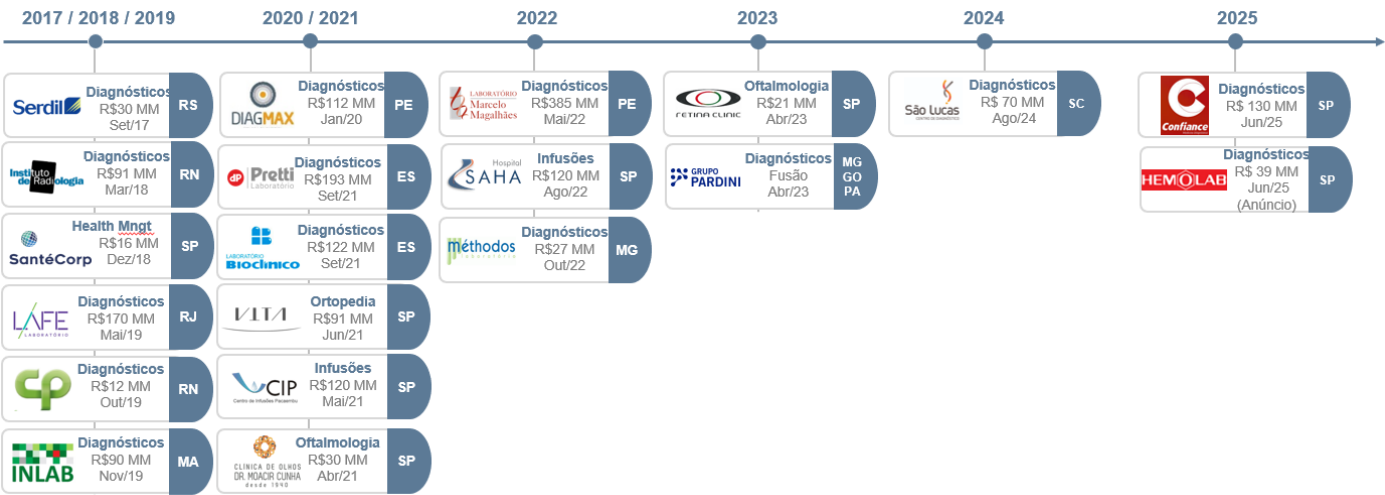 2017 / 2018 / 2019
2020 / 2021
2022
2023
2024
2025
Serdil
Diagnósticos
R$30 MM
Set/17
RS
Instituto
de Radiologia
Diagnósticos
R$91 MM
Mar/18
RN
SantéCorp
Health Mngt
R$16 MM
Dez/18
SP
LAFE
LABORATÓRIO
Diagnósticos
R$170 MM
Mai/19
RJ
cp
Diagnósticos
R$12 MM
Out/19
RN
INLAB
Diagnósticos
R$90 MM
Nov/19
MA
DIAGMAX
Diagnósticos
R$112 MM
Jan/20
PE
dP Pretti
Laboratório
Diagnósticos
R$193 MM
Set/21
ES
LABORATÓRIO
Bioclínico
Diagnósticos
R$122 MM
Set/21
ES
VITA
Ortopedia
R$91 MM
Jun/21
SP
CIP
Centro de Infusões Pacaembu
Infusões
R$120 MM
Mai/21
SP
CLÍNICA DE OLHOS
DR. MOACIR CUNHA
desde 1940
Oftalmologia
R$30 MM
Abr/21
SP
LABORATÓRIO
Marcelo
Magalhães
Diagnósticos
R$385 MM
Mai/22
PE
Hospital
SAHA
Infusões
R$120 MM
Ago/22
SP
méthodos
laboratório
Diagnósticos
R$27 MM
Out/22
MG
RETINA CLINIC
Oftalmologia
R$21 MM
Abr/23
SP
GRUPO
PARDINI
Diagnósticos
Fusão
Abr/23
MG
GO
PA
São Lucas
CENTRO DE DIAGNÓSTICO
Diagnósticos
R$ 70 MM
Ago/24
SC
C
Confiance
Diagnósticos
R$ 130 MM
Jun/25
SP
HEMOLAB
Diagnósticos
R$ 39 MM
Jun/25
(Anúncio)
SP